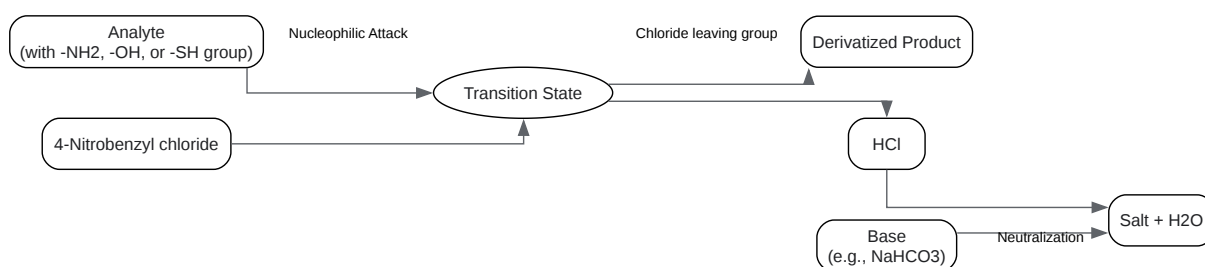 Analyte
(with -NH2, -OH, or -SH group)
Nucleophilic Attack
Chloride leaving group
Derivatized Product
Transition State
4-Nitrobenzyl chloride
HCl
Base
(e.g., NaHCO3)
Neutralization
Salt + H2O